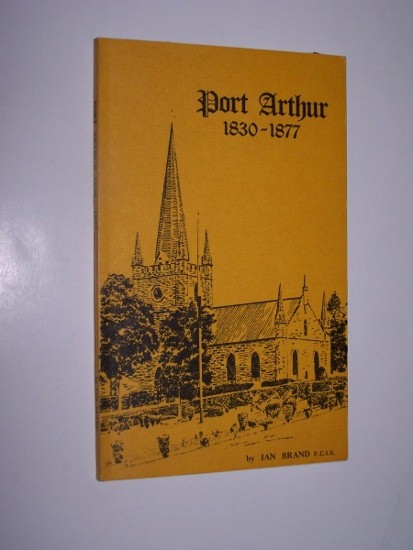 Port Arthur
1830-1877
by IAN BRAND F.C.I.S.